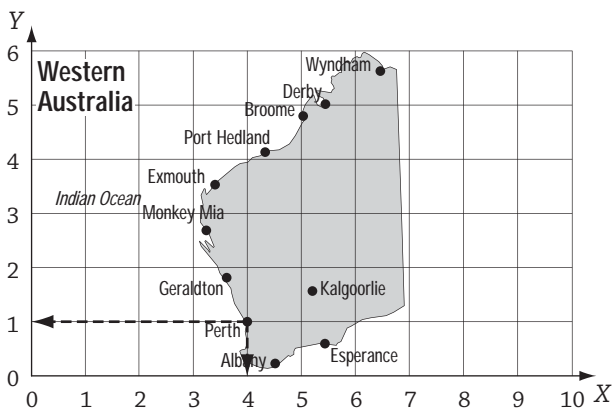 Y
6
Western
Australia
Wyndham
Derby
5
Broome
Port Hedland
4
Exmouth
Indian Ocean
3
Monkey Mia
2
Geraldton
Kalgoorlie
1
Perth
Albany
Esperance
0
0 1 2 3 4 5 6 7 8 9 10 X